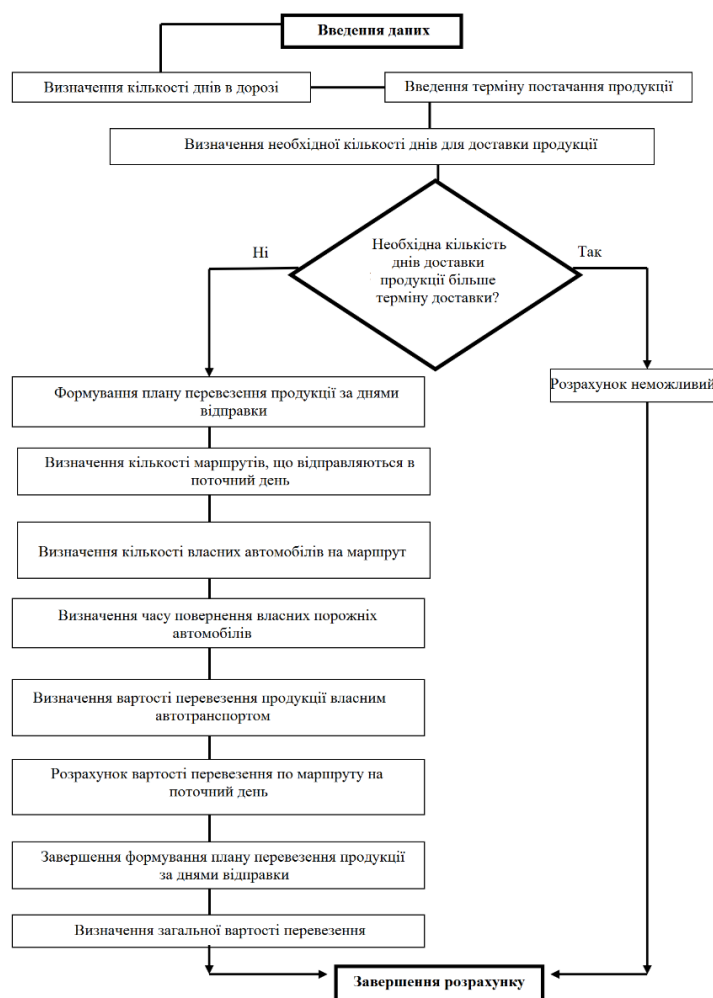 Введення даних
Визначення кількості днів в дорозі
Введення терміну постачання продукції
Визначення необхідної кількості днів для доставки продукції
Необхідна кількість
днів доставки
продукції більше
терміну доставки?
Ні
Так
Формування плану перевезення продукції за днями
відправки
Розрахунок неможливий
Визначення кількості маршрутів, що відправляються в
поточний день
Визначення кількості власних автомобілів на маршрут
Визначення часу повернення власних порожніх
автомобілів
Визначення вартості перевезення продукції власним
автотранспортом
Розрахунок вартості перевезення по маршруту на
поточний день
Завершення формування плану перевезення продукції
за днями відправки
Визначення загальної вартості перевезення
Завершення розрахунку